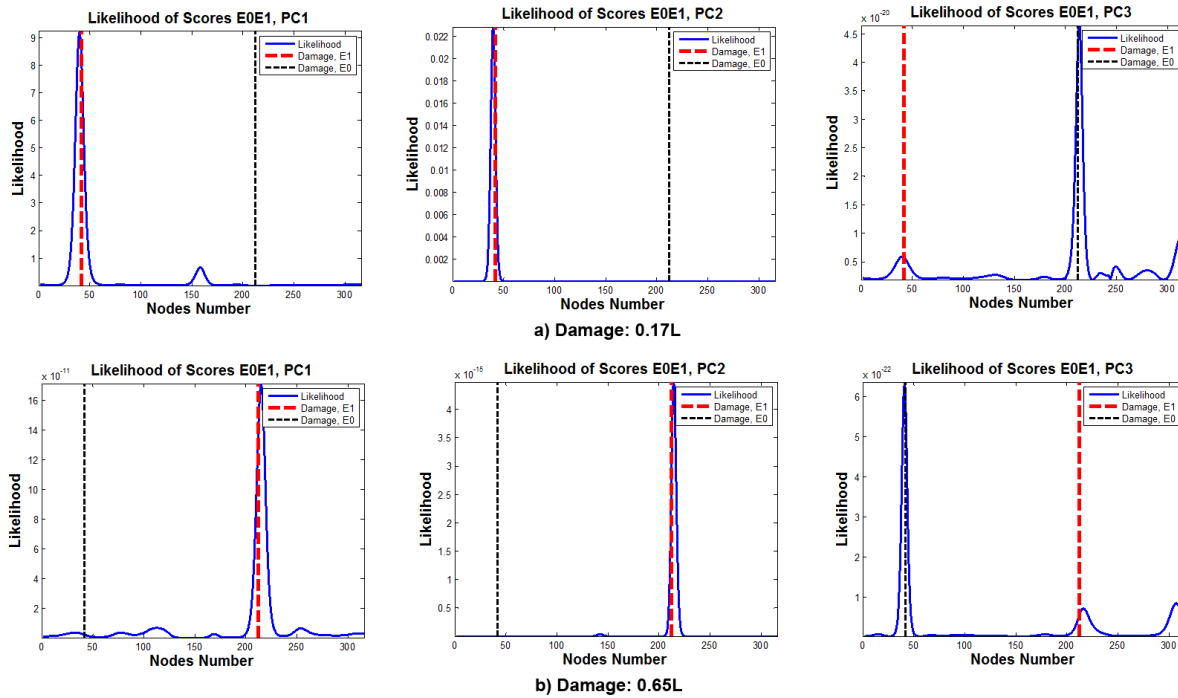 Likelihood of Scores E0E1, PC1
9
8
7
6
5
4
3
2
1
0
50
100
150
200
250
300
Likelihood
Nodes Number
Likelihood
Damage, E1
Damage, E0
Likelihood of Scores E0E1, PC2
0.022
0.02
0.018
0.016
0.014
0.012
0.01
0.008
0.006
0.004
0.002
0
50
100
150
200
250
300
Likelihood
Nodes Number
Likelihood
Damage, E1
Damage, E0
x 10^-20
Likelihood of Scores E0E1, PC3
4.5
4
3.5
3
2.5
2
1.5
1
0.5
0
50
100
150
200
250
300
Likelihood
Nodes Number
Likelihood
Damage, E1
Damage, E0
a) Damage: 0.17L
x 10^-11
Likelihood of Scores E0E1, PC1
16
14
12
10
8
6
4
2
0
50
100
150
200
250
300
Likelihood
Nodes Number
Likelihood
Damage, E1
Damage, E0
x 10^-15
Likelihood of Scores E0E1, PC2
4
3.5
3
2.5
2
1.5
1
0.5
0
50
100
150
200
250
300
Likelihood
Nodes Number
Likelihood
Damage, E1
Damage, E0
x 10^-22
Likelihood of Scores E0E1, PC3
6
5
4
3
2
1
0
50
100
150
200
250
300
Likelihood
Nodes Number
Likelihood
Damage, E1
Damage, E0
b) Damage: 0.65L